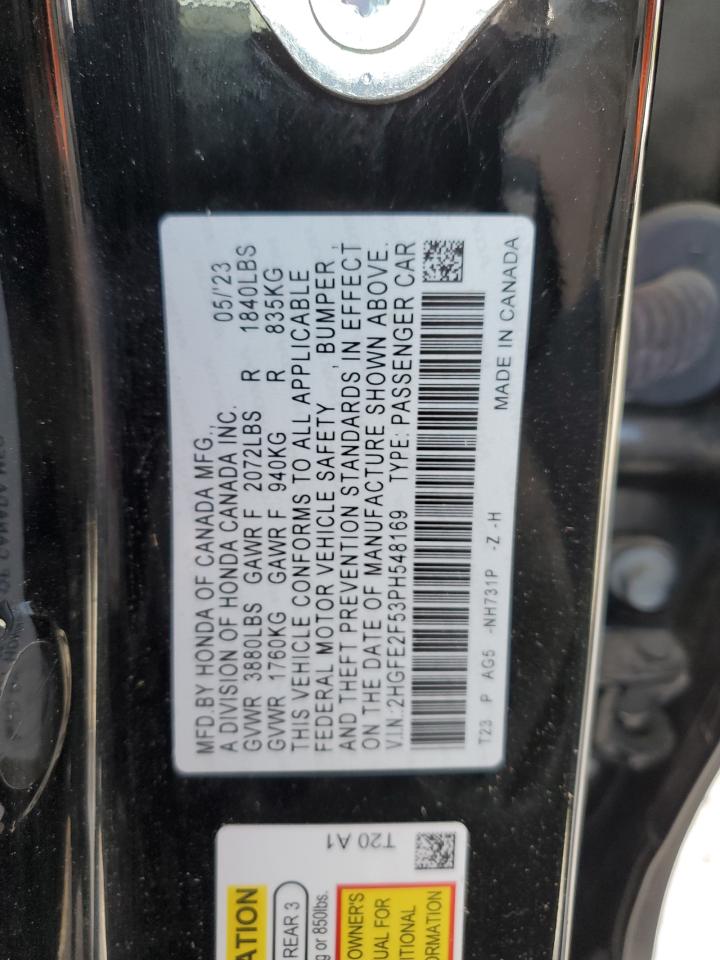 MFD.BY HONDA OF CANADA MFG., 05/'23
A DIVISION OF HONDA CANADA INC.
GVWR 3880LBS GAWR F 2072LBS R 1840LBS
GVWR 1760KG GAWR F 940KG R 835KG
THIS VEHICLE CONFORMS TO ALL APPLICABLE
FEDERAL MOTOR VEHICLE SAFETY , BUMPER ,
AND THEFT PREVENTION STANDARDS IN EFFECT
ON THE DATE OF MANUFACTURE SHOWN ABOVE.
V.I.N.:2HGFE2F53PH548169 TYPE: PASSENGER CAR
T23 P AG5 -NH731P -Z -H
MADE IN CANADA
T20 A1
ATION
REAR 3
g or 850lbs.
OWNER'S
UAL FOR
ITIONAL
ORMATION